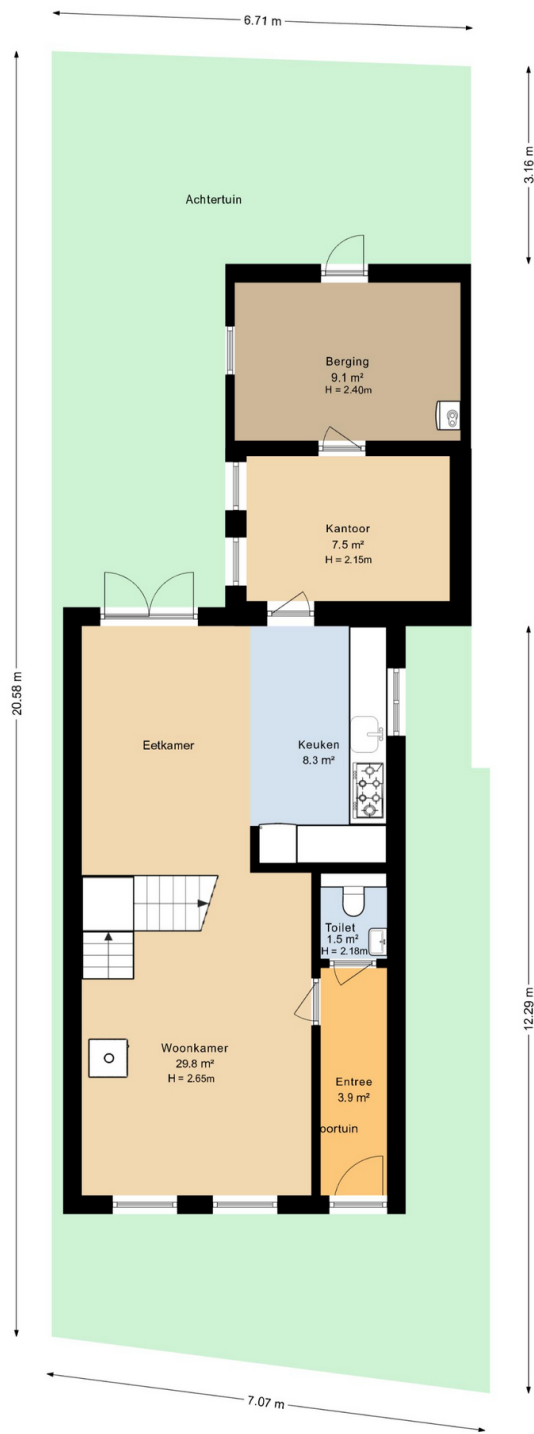 6.71 m
3.16 m
Achtertuin
Berging
9.1 m²
H = 2.40m
Kantoor
7.5 m²
H = 2.15m
20.58 m
Eetkamer
Keuken
8.3 m²
Toilet
1.5 m²
H = 2.18m
12.29 m
Woonkamer
29.8 m²
H = 2.65m
Entree
3.9 m²
oortuin
7.07 m